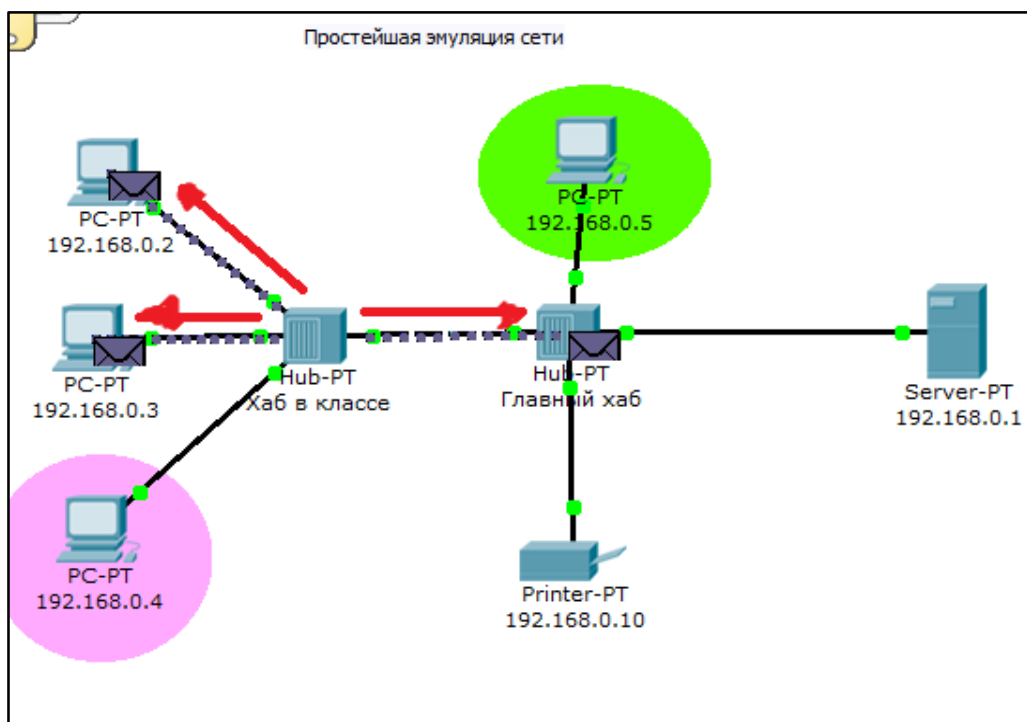 Простейшая эмуляция сети
PC-PT
192.168.0.2
PC-PT
192.168.0.5
PC-PT
192.168.0.3
Hub-PT
Хаб в классе
Hub-PT
Главный хаб
Server-PT
192.168.0.1
PC-PT
192.168.0.4
Printer-PT
192.168.0.10